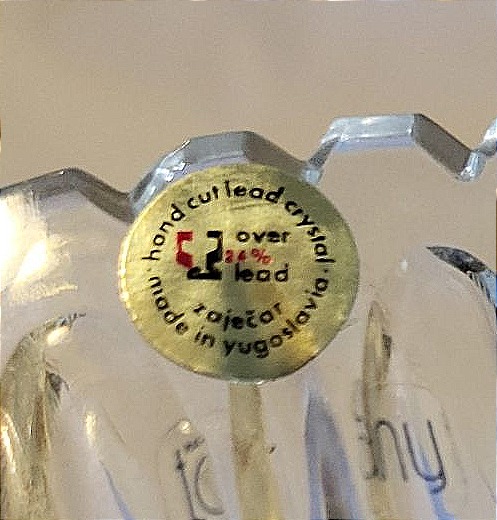 hand cut lead crystal
over
24%
lead
zaječar
made in yugoslavia